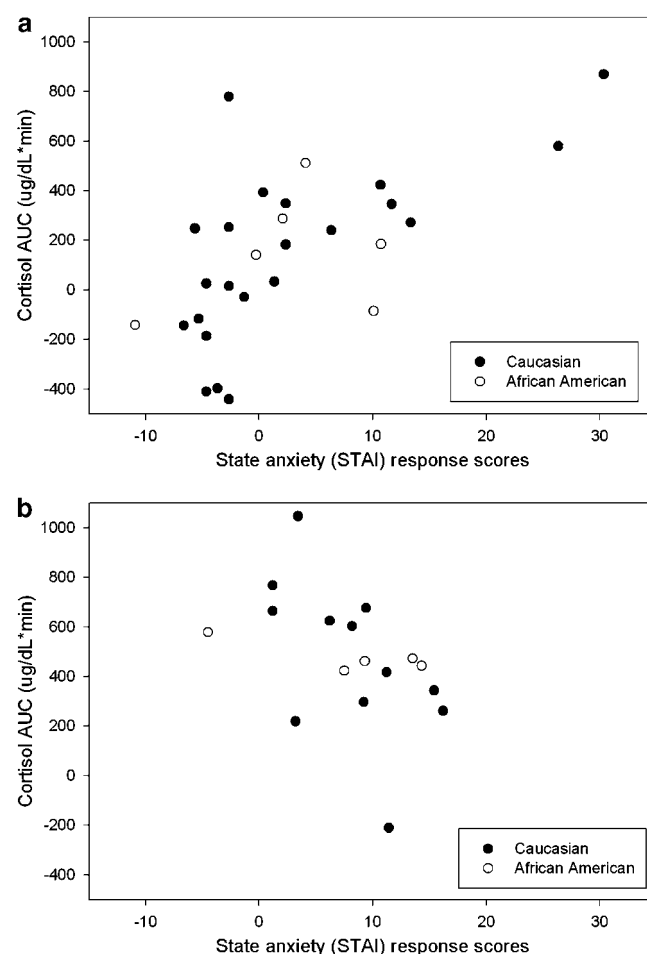 a
1000
800
600
400
200
0
-200
-400
Cortisol AUC (ug/dL*min)
Caucasian
African American
-10 0 10 20 30
State anxiety (STAI) response scores
b
1000
800
600
400
200
0
-200
-400
Cortisol AUC (ug/dL*min)
Caucasian
African American
-10 0 10 20 30
State anxiety (STAI) response scores